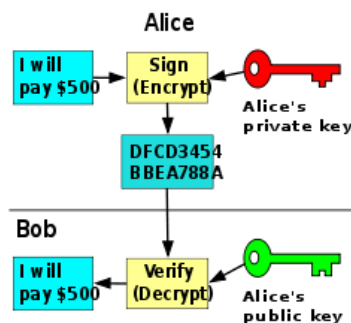 Alice
I will
pay $500
Sign
(Encrypt)
Alice's
private key
DFCD3454
BBEA788A
Bob
I will
pay $500
Verify
(Decrypt)
Alice's
public key